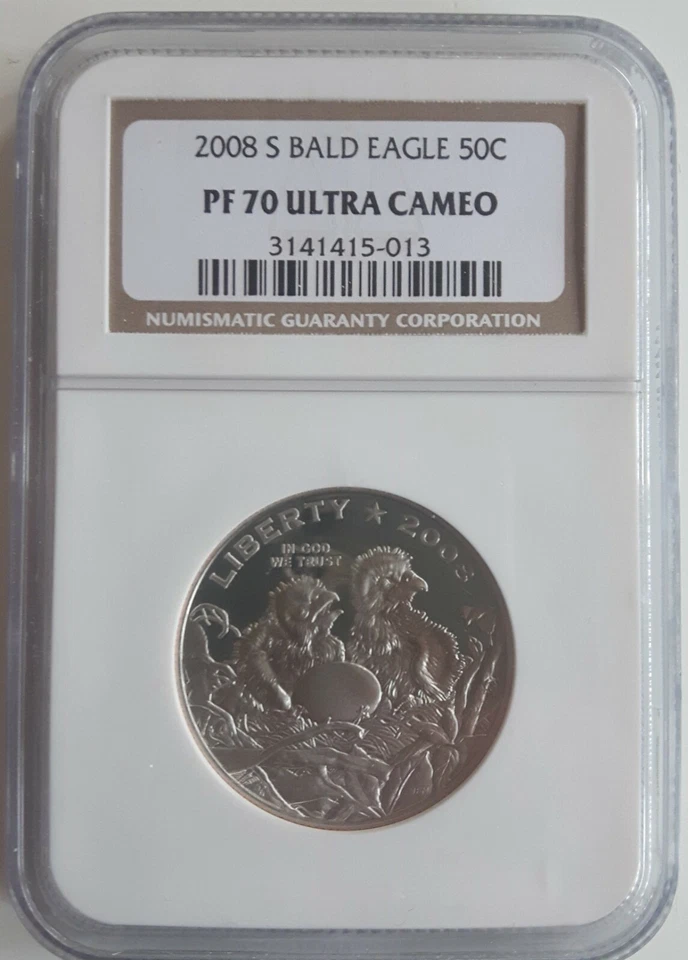 2008 S BALD EAGLE 50C
PF 70 ULTRA CAMEO
3141415-013
NUMISMATIC GUARANTY CORPORATION
LIBERTY ★ 2008
IN GOD
WE TRUST